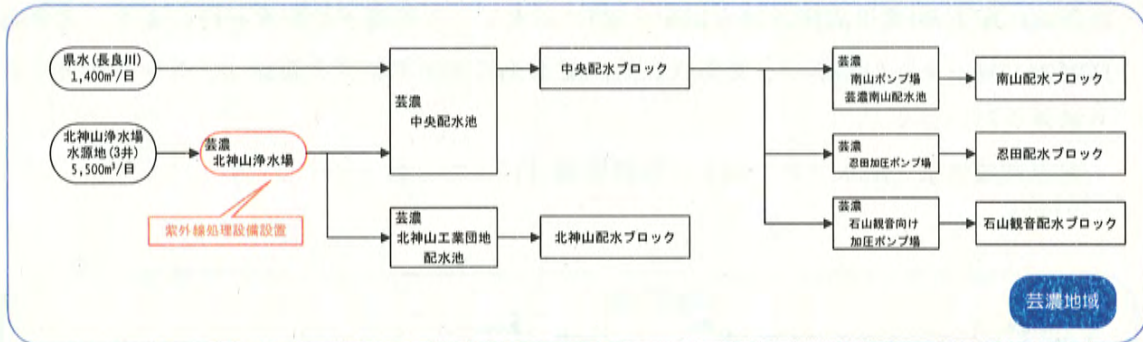 県水(長良川)
1,400m³/日
北神山浄水場
水源地(3井)
5,500m³/日
芸濃
北神山浄水場
紫外線処理設備設置
芸濃
中央配水池
芸濃
北神山工業団地
配水池
中央配水ブロック
北神山配水ブロック
芸濃
南山ポンプ場
芸濃南山配水池
芸濃
忍田加圧ポンプ場
芸濃
石山観音向け
加圧ポンプ場
南山配水ブロック
忍田配水ブロック
石山観音配水ブロック
芸濃地域